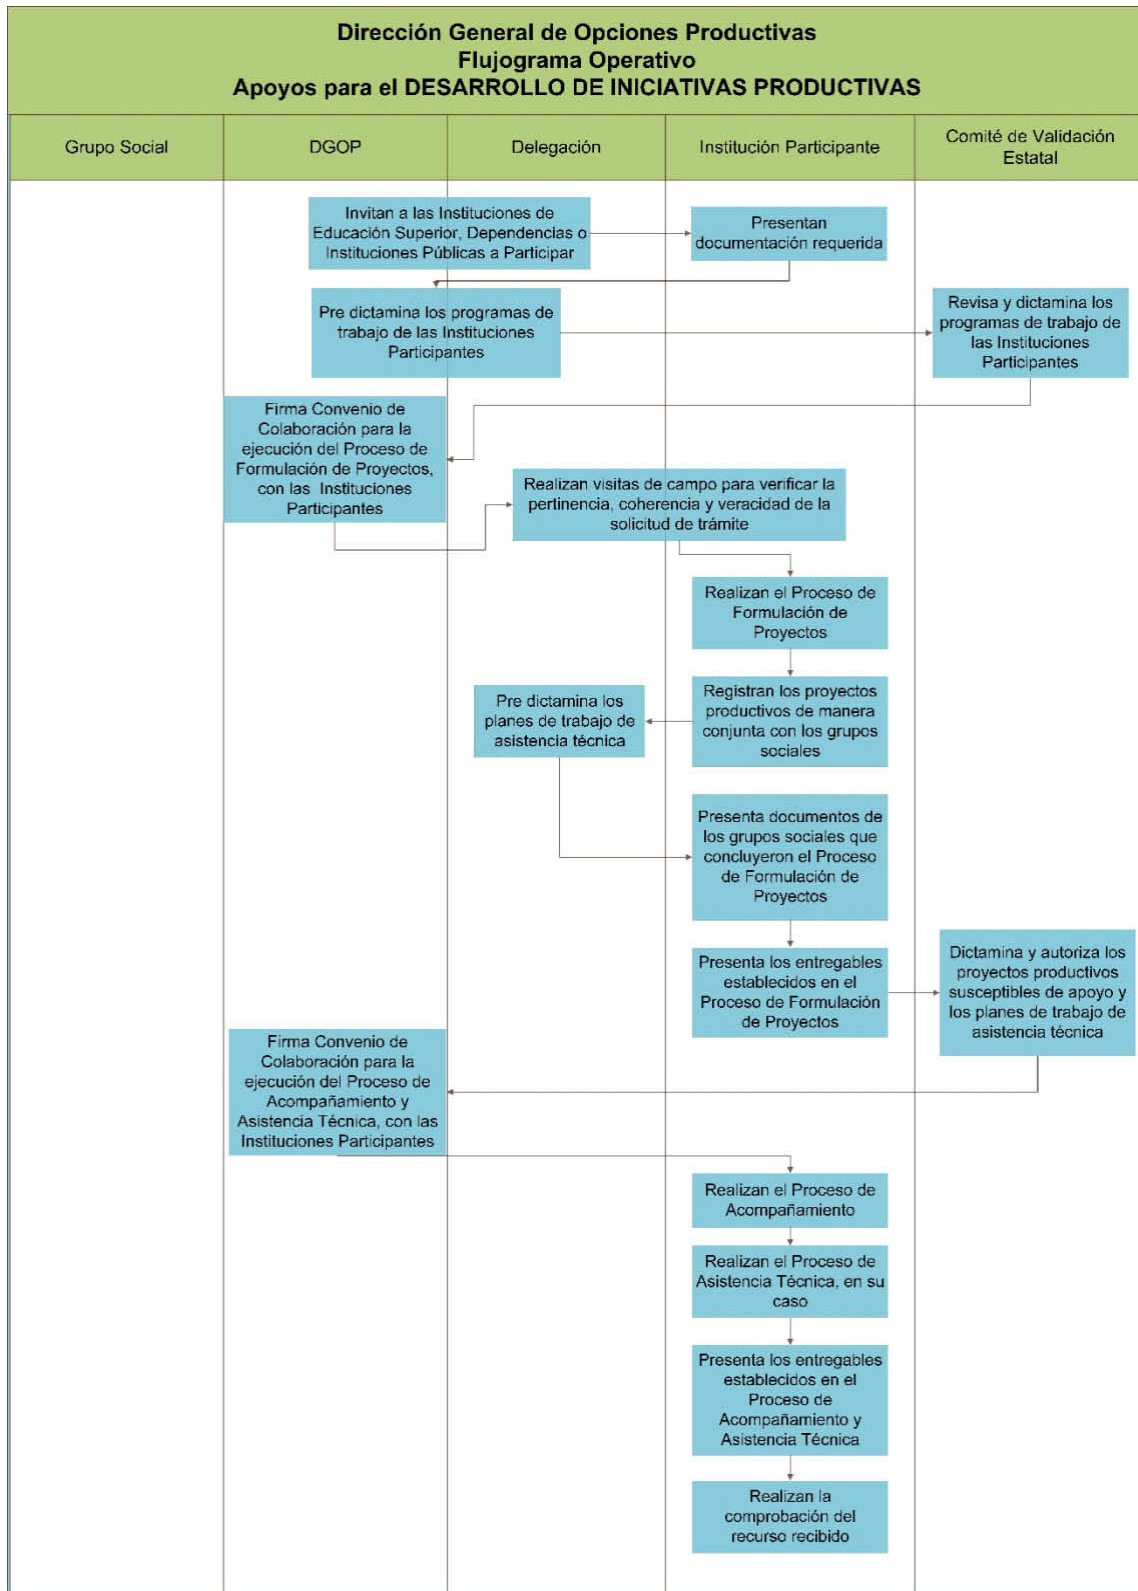 Dirección General de Opciones Productivas
Flujograma Operativo
Apoyos para el DESARROLLO DE INICIATIVAS PRODUCTIVAS
Grupo Social
DGOP
Delegación
Institución Participante
Comité de Validación
Estatal
Invitan a las Instituciones de
Educación Superior, Dependencias o
Instituciones Públicas a Participar
Presentan
documentación requerida
Pre dictamina los programas de
trabajo de las Instituciones
Participantes
Revisa y dictamina los
programas de trabajo de
las Instituciones
Participantes
Firma Convenio de
Colaboración para la
ejecución del Proceso de
Formulación de Proyectos,
con las Instituciones
Participantes
Realizan visitas de campo para verificar la
pertinencia, coherencia y veracidad de la
solicitud de trámite
Realizan el Proceso de
Formulación de
Proyectos
Registran los proyectos
productivos de manera
conjunta con los grupos
sociales
Pre dictamina los
planes de trabajo de
asistencia técnica
Presenta documentos de
los grupos sociales que
concluyeron el Proceso
de Formulación de
Proyectos
Presenta los entregables
establecidos en el
Proceso de Formulación
de Proyectos
Dictamina y autoriza los
proyectos productivos
susceptibles de apoyo y
los planes de trabajo de
asistencia técnica
Firma Convenio de
Colaboración para la
ejecución del Proceso de
Acompañamiento y
Asistencia Técnica, con las
Instituciones Participantes
Realizan el Proceso de
Acompañamiento
Realizan el Proceso de
Asistencia Técnica, en su
caso
Presenta los entregables
establecidos en el
Proceso de
Acompañamiento y
Asistencia Técnica
Realizan la
comprobación del
recurso recibido